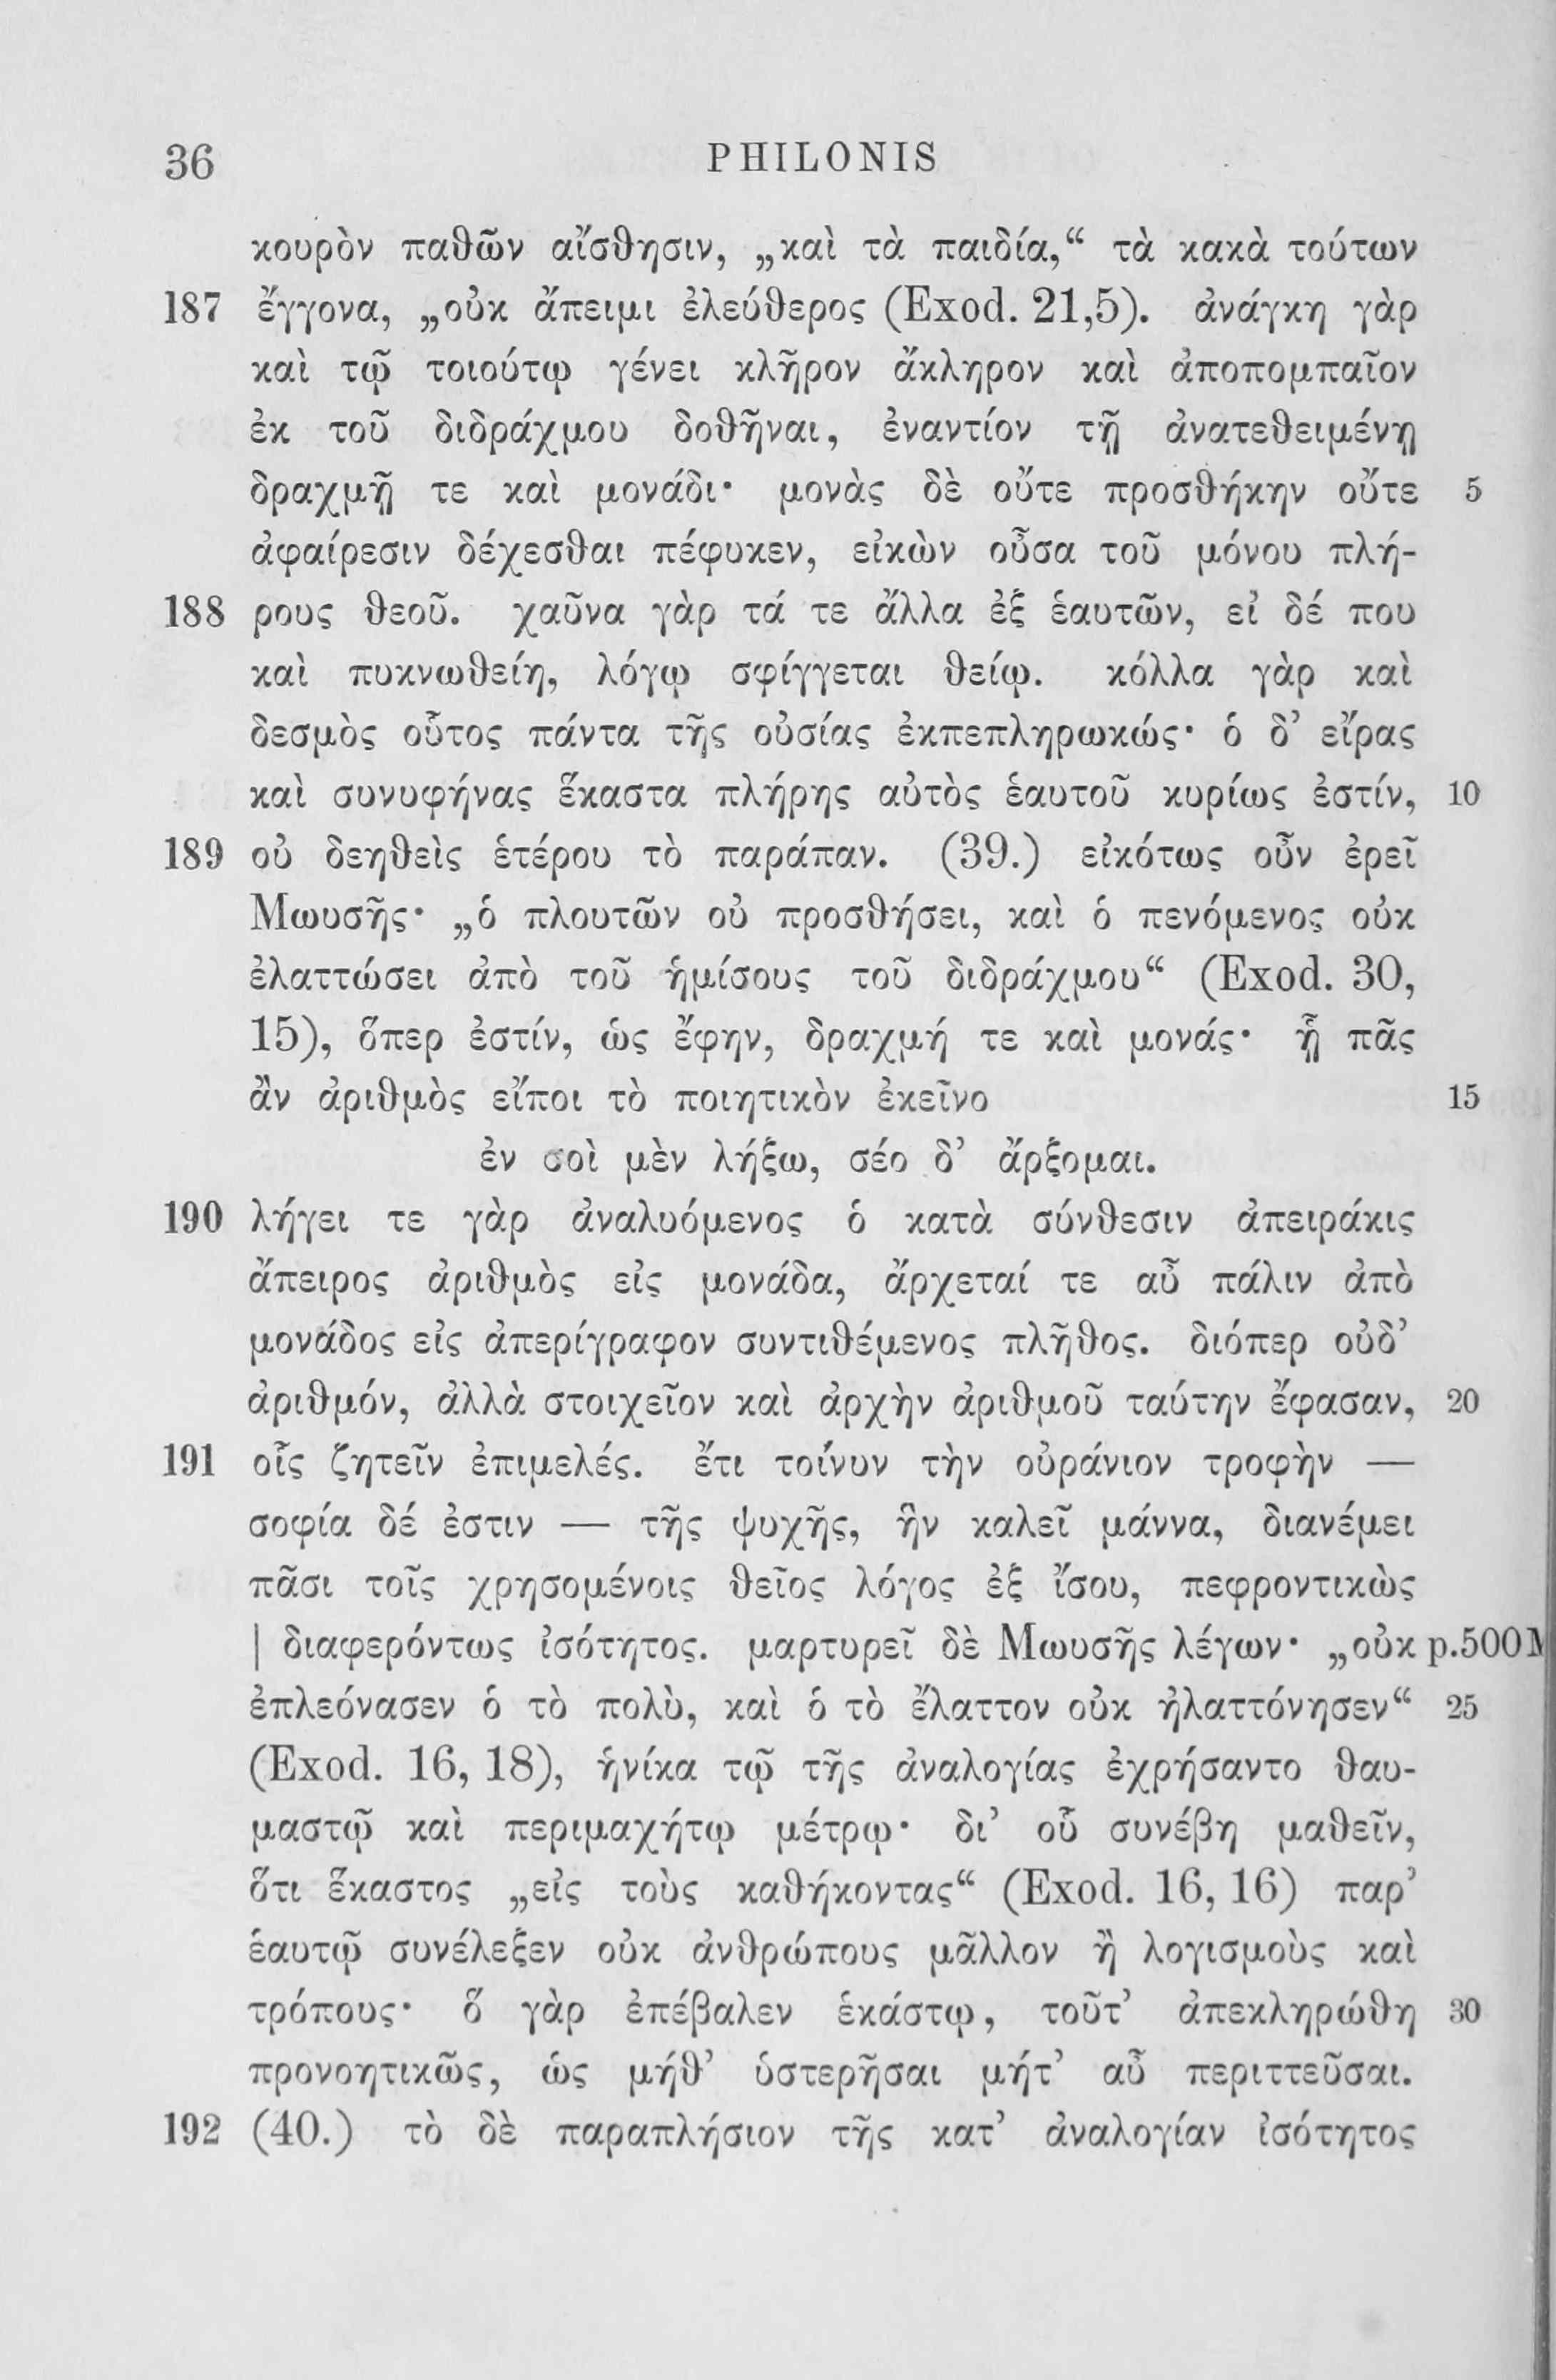 36 PHILONIS
κουρὸν παθῶν αἴσθησιν, „καὶ τὰ παιδία,“ τὰ κακὰ τούτων
187 ἔγγονα, „οὐκ ἄπειμι ἐλεύθερος (Exod. 21,5). ἀνάγκη γὰρ
καὶ τῷ τοιούτῳ γένει κλῆρον ἄκληρον καὶ ἀποπομπαῖον
ἐκ τοῦ διδράχμου δοθῆναι, ἐναντίον τῇ ἀνατεθειμένῃ
δραχμῇ τε καὶ μονάδι· μονὰς δὲ οὔτε προσθήκην οὔτε 5
ἀφαίρεσιν δέχεσθαι πέφυκεν, εἰκὼν οὖσα τοῦ μόνου πλή-
188 ρους θεοῦ. χαῦνα γὰρ τά τε ἄλλα ἐξ ἑαυτῶν, εἰ δέ που
καὶ πυκνωθείη, λόγῳ σφίγγεται θείῳ. κόλλα γὰρ καὶ
δεσμὸς οὗτος πάντα τῆς οὐσίας ἐκπεπληρωκώς· ὁ δ’ εἴρας
καὶ συνυφήνας ἕκαστα πλήρης αὐτὸς ἑαυτοῦ κυρίως ἐστίν, 10
189 οὐ δεηθεὶς ἑτέρου τὸ παράπαν. (39.) εἰκότως οὖν ἐρεῖ
Μωυσῆς· „ὁ πλουτῶν οὐ προσθήσει, καὶ ὁ πενόμενος οὐκ
ἐλαττώσει ἀπὸ τοῦ ἡμίσους τοῦ διδράχμου“ (Exod. 30,
15), ὅπερ ἐστίν, ὡς ἔφην, δραχμή τε καὶ μονάς· ᾗ πᾶς
ἂν ἀριθμὸς εἴποι τὸ ποιητικὸν ἐκεῖνο 15
ἐν σοὶ μὲν λήξω, σέο δ’ ἄρξομαι.
190 λήγει τε γὰρ ἀναλυόμενος ὁ κατὰ σύνθεσιν ἀπειράκις
ἄπειρος ἀριθμὸς εἰς μονάδα, ἄρχεταί τε αὖ πάλιν ἀπὸ
μονάδος εἰς ἀπερίγραφον συντιθέμενος πλῆθος. διόπερ οὐδ’
ἀριθμόν, ἀλλὰ στοιχεῖον καὶ ἀρχὴν ἀριθμοῦ ταύτην ἔφασαν, 20
191 οἷς ζητεῖν ἐπιμελές. ἔτι τοίνυν τὴν οὐράνιον τροφὴν —
σοφία δέ ἐστιν — τῆς ψυχῆς, ἣν καλεῖ μάννα, διανέμει
πᾶσι τοῖς χρησομένοις θεῖος λόγος ἐξ ἴσου, πεφροντικὼς
| διαφερόντως ἰσότητος. μαρτυρεῖ δὲ Μωυσῆς λέγων· „οὐκ p.500M
ἐπλεόνασεν ὁ τὸ πολὺ, καὶ ὁ τὸ ἔλαττον οὐκ ἠλαττόνησεν“ 25
(Exod. 16, 18), ἡνίκα τῷ τῆς ἀναλογίας ἐχρήσαντο θαυ-
μαστῷ καὶ περιμαχήτῳ μέτρῳ· δι’ οὗ συνέβη μαθεῖν,
ὅτι ἕκαστος „εἰς τοὺς καθήκοντας“ (Exod. 16, 16) παρ’
ἑαυτῷ συνέλεξεν οὐκ ἀνθρώπους μᾶλλον ἢ λογισμοὺς καὶ
τρόπους· ὃ γὰρ ἐπέβαλεν ἑκάστῳ, τοῦτ’ ἀπεκληρώθη 30
προνοητικῶς, ὡς μήθ’ ὑστερῆσαι μήτ’ αὖ περιττεῦσαι.
192 (40.) τὸ δὲ παραπλήσιον τῆς κατ’ ἀναλογίαν ἰσότητος